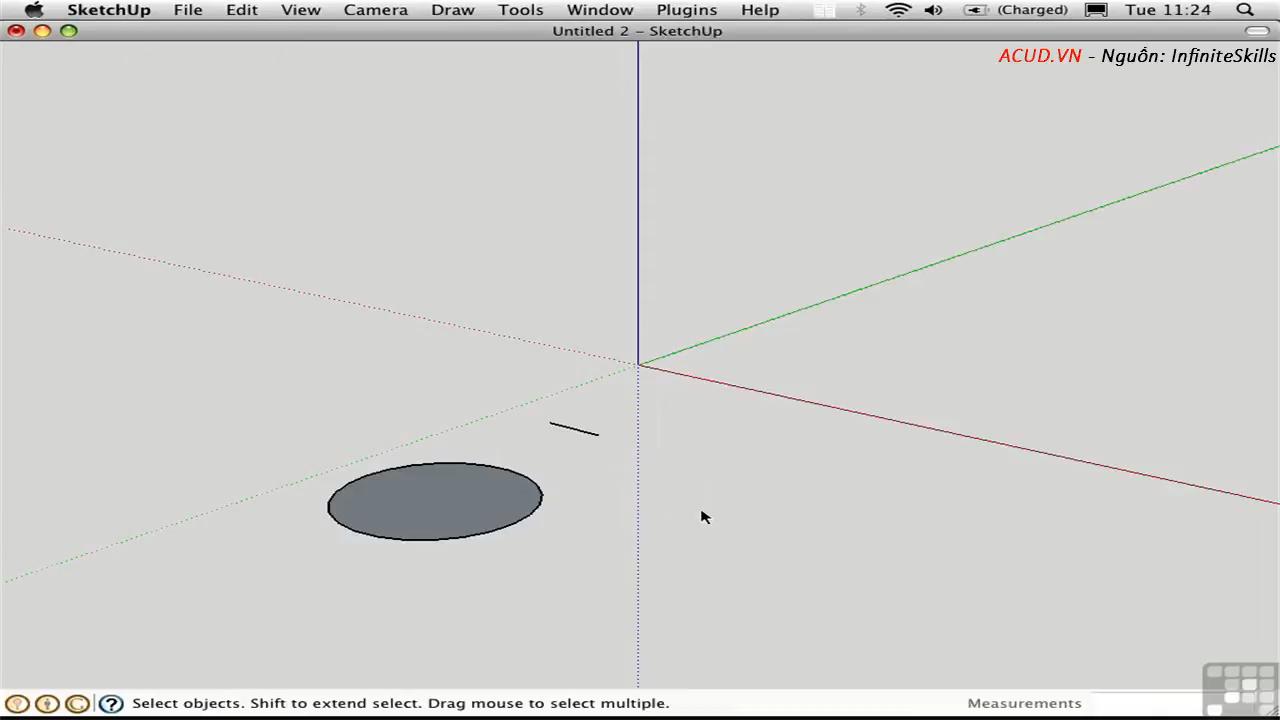 SketchUp File Edit View Camera Draw Tools Window Plugins Help (Charged) Tue 11:24
Untitled 2 – SketchUp
ACUD.VN - Nguồn: InfiniteSkills
Select objects. Shift to extend select. Drag mouse to select multiple. Measurements